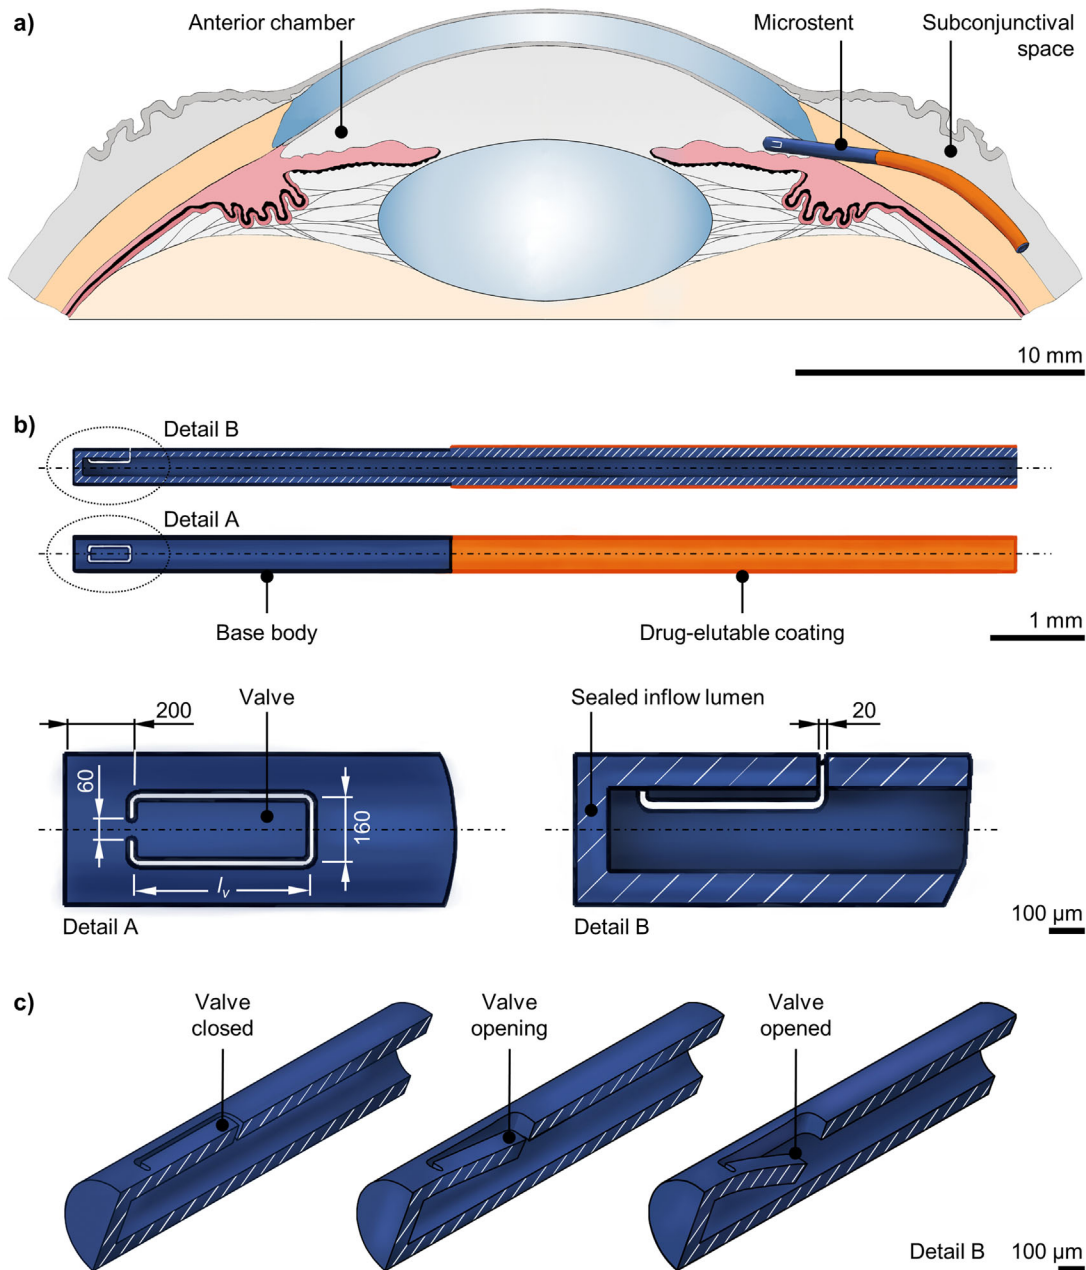 a)
Anterior chamber
Microstent
Subconjunctival
space
10 mm
b)
Detail B
Detail A
Base body
Drug-elutable coating
1 mm
Valve
Sealed inflow lumen
200
20
60
160
lv
Detail A
Detail B
100 µm
c)
Valve
closed
Valve
opening
Valve
opened
Detail B
100 µm